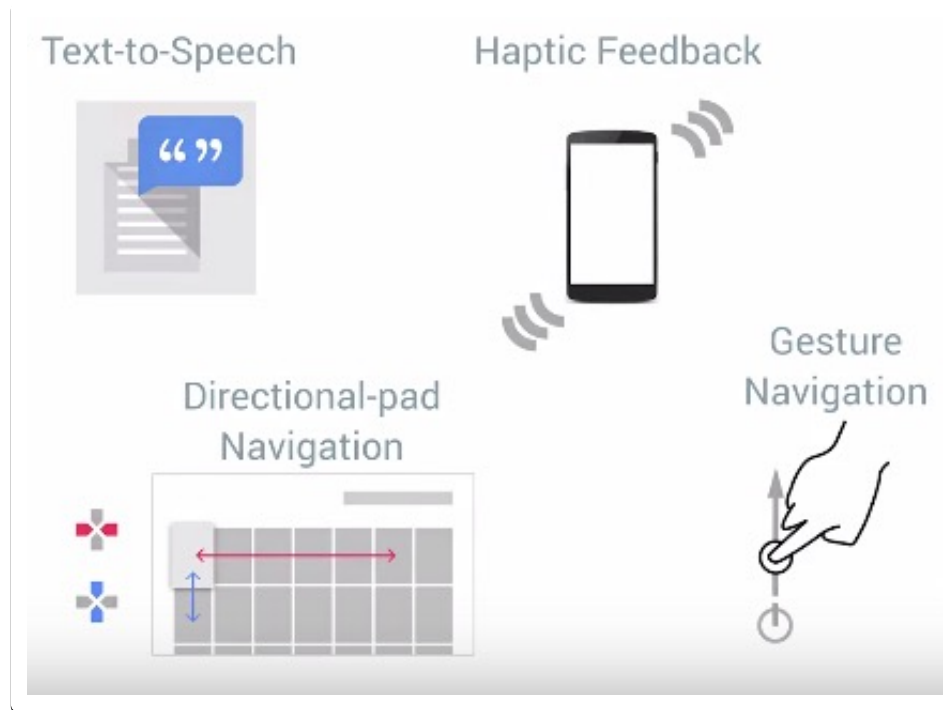 Text-to-Speech
Haptic Feedback
“ ”
Gesture
Navigation
Directional-pad
Navigation